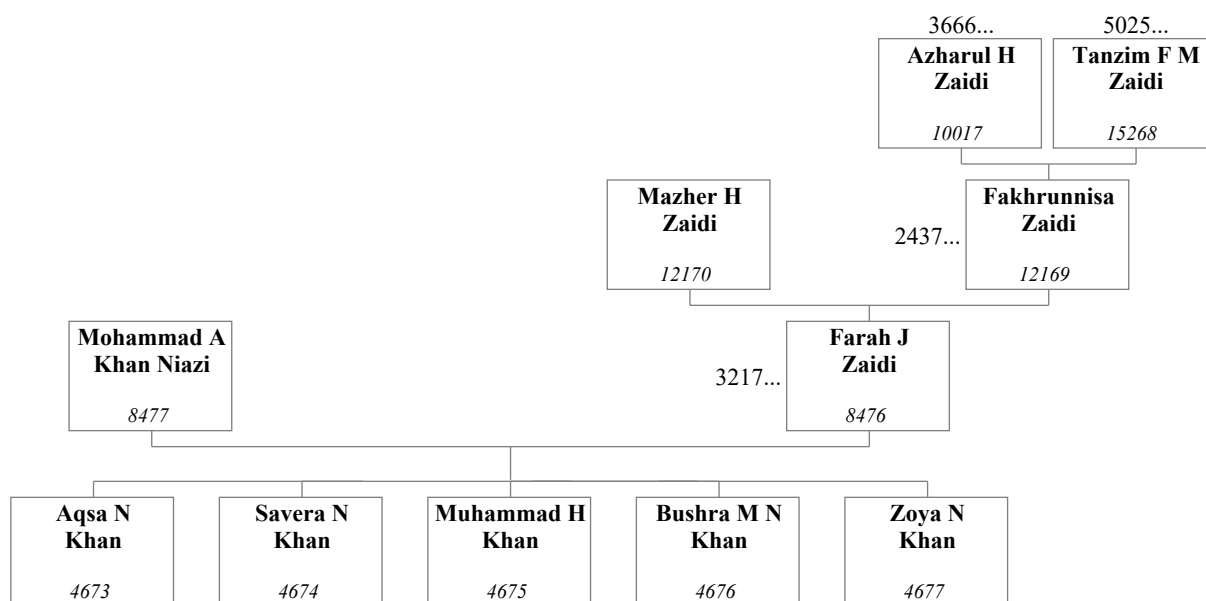 3666... 5025...
Azharul H
Zaidi
10017
Tanzim F M
Zaidi
15268
Mazher H
Zaidi
12170
2437...
Fakhrunnisa
Zaidi
12169
Mohammad A
Khan Niazi
8477
3217...
Farah J
Zaidi
8476
Aqsa N
Khan
4673
Savera N
Khan
4674
Muhammad H
Khan
4675
Bushra M N
Khan
4676
Zoya N
Khan
4677